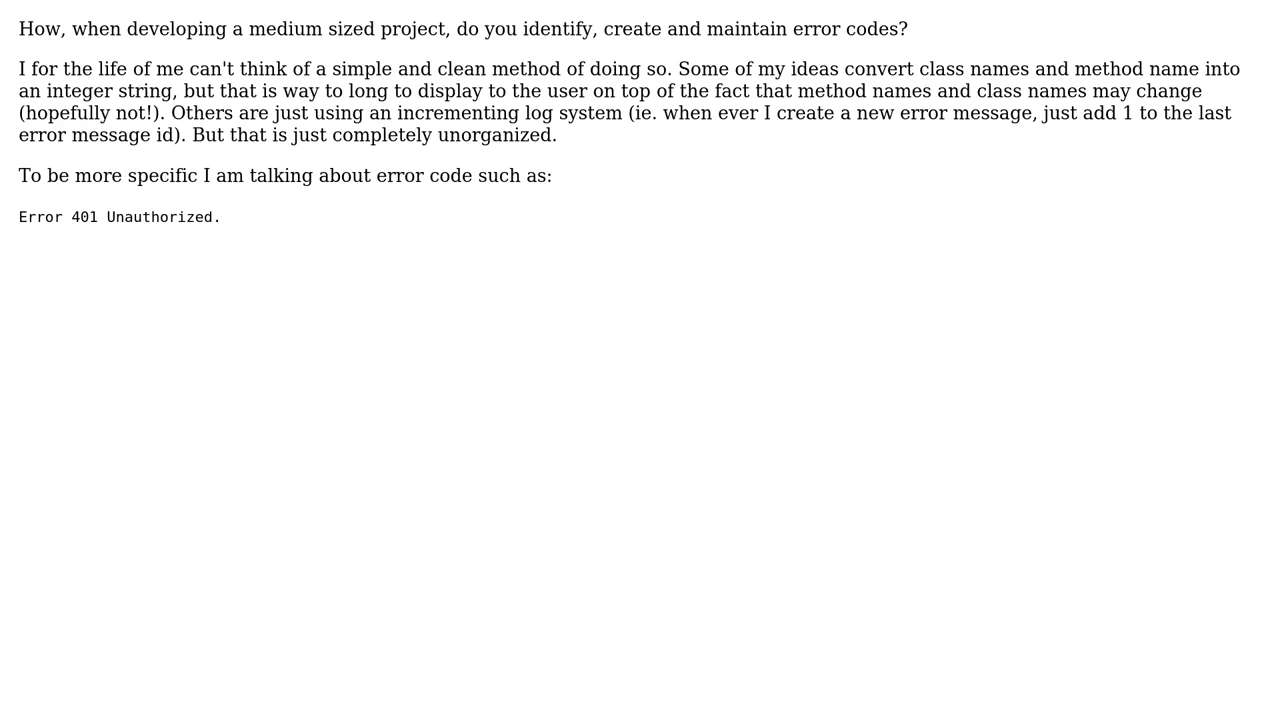 How, when developing a medium sized project, do you identify, create and maintain error codes?
I for the life of me can't think of a simple and clean method of doing so. Some of my ideas convert class names and method name into
an integer string, but that is way to long to display to the user on top of the fact that method names and class names may change
(hopefully not!). Others are just using an incrementing log system (ie. when ever I create a new error message, just add 1 to the last
error message id). But that is just completely unorganized.
To be more specific I am talking about error code such as:
Error 401 Unauthorized.